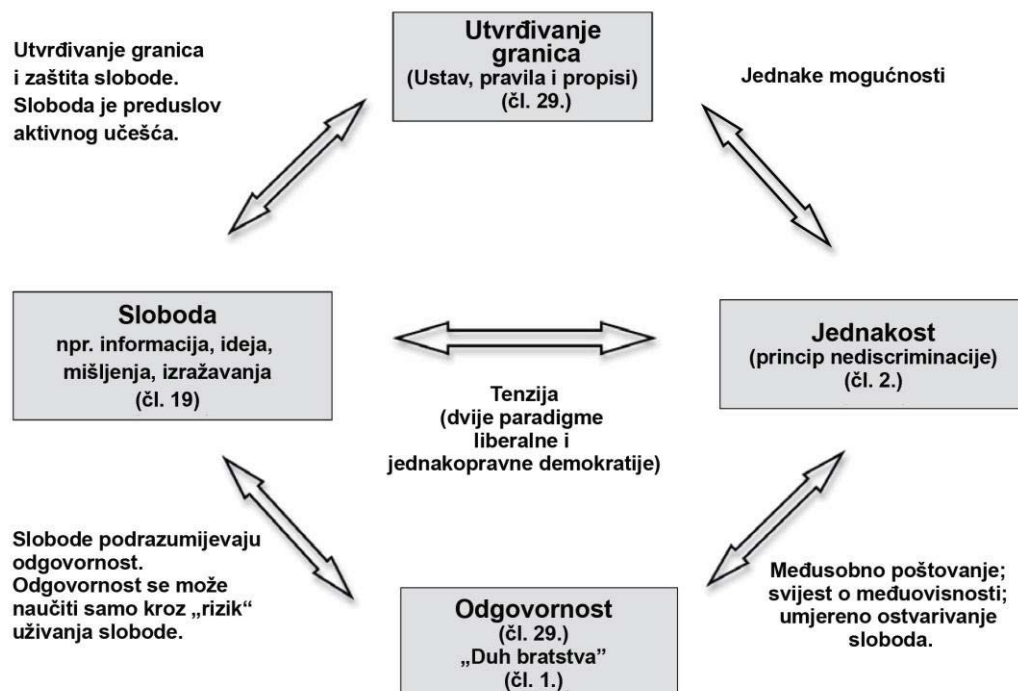 Utvrđivanje granica
i zaštita slobode.
Sloboda je preduslov
aktivnog učešća.
Utvrđivanje
granica
(Ustav, pravila i propisi)
(čl. 29.)
Jednake mogućnosti
Sloboda
npr. informacija, ideja,
mišljenja, izražavanja
(čl. 19)
Tenzija
(dvije paradigme
liberalne i
jednakopravne demokratije)
Jednakost
(princip nediscriminacije)
(čl. 2.)
Slobode podrazumijevaju
odgovornost.
Odgovornost se može
naučiti samo kroz „rizik“
uživanja slobode.
Odgovornost
(čl. 29.)
„Duh bratstva”
(čl. 1.)
Međusobno poštovanje;
svijest o međuovisnosti;
umjereno ostvarivanje
sloboda.